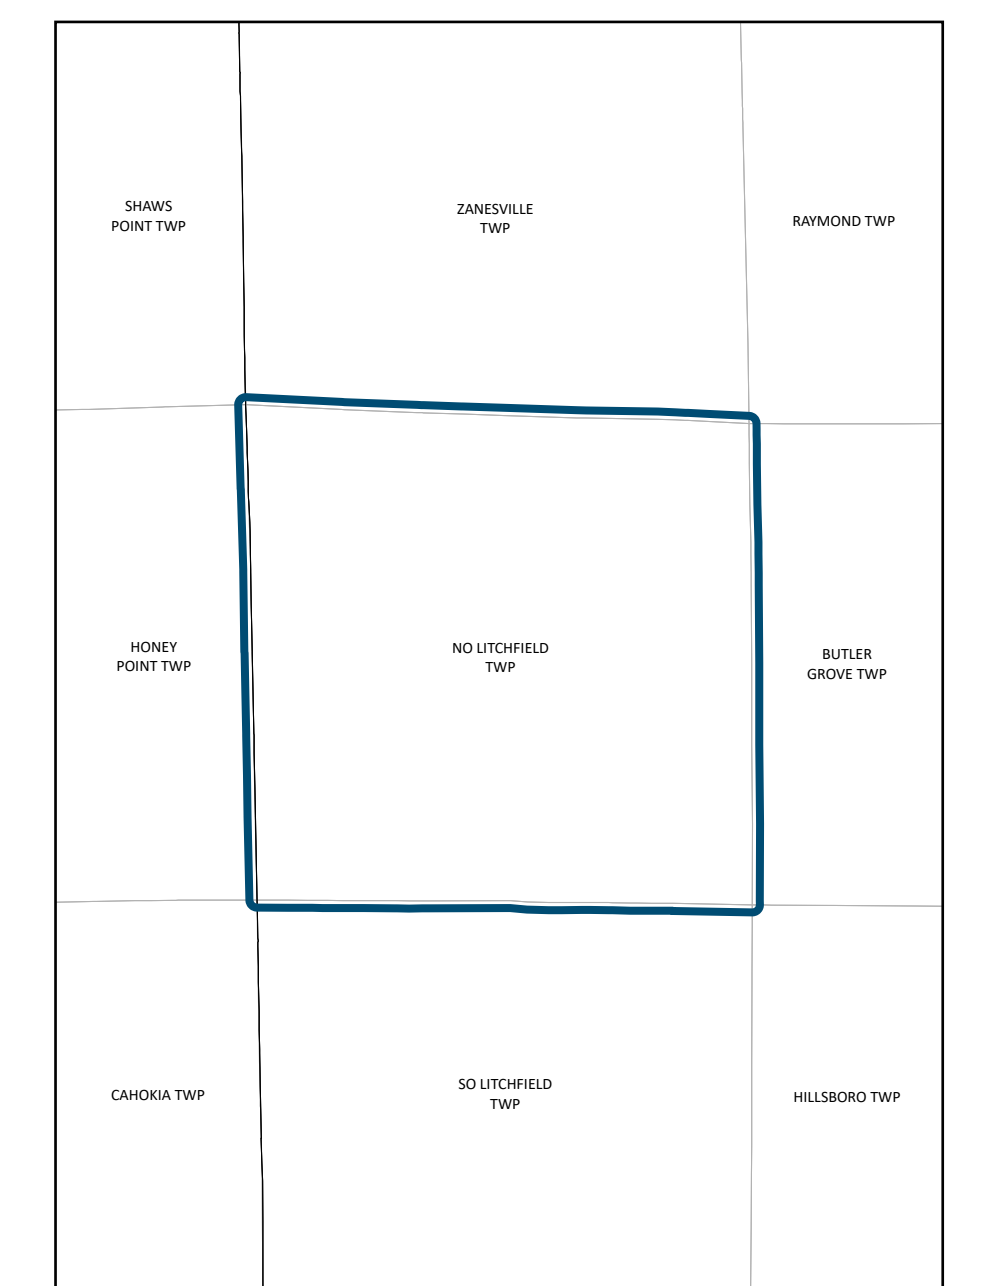 SHAWS
POINT TWP
ZANESVILLE
TWP
RAYMOND TWP
HONEY
POINT TWP
NO LITCHFIELD
TWP
BUTLER
GROVE TWP
CAHOKIA TWP
SO LITCHFIELD
TWP
HILLSBORO TWP